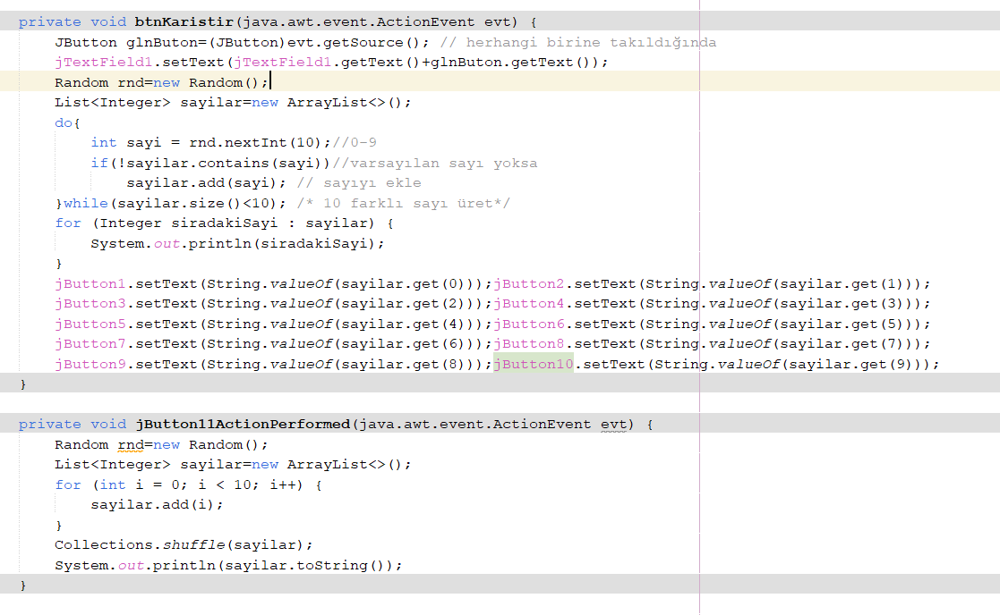 private void btnKaristir(java.awt.event.ActionEvent evt) {
    JButton glnButon=(JButton)evt.getSource(); // herhangi birine takıldığında
    jTextField1.setText(jTextField1.getText()+glnButon.getText());
    Random rnd=new Random();
    List<Integer> sayilar=new ArrayList<>();
    do{
        int sayi = rnd.nextInt(10);//0-9
        if(!sayilar.contains(sayi))//varsayılan sayı yoksa
            sayilar.add(sayi); // sayıyı ekle
    }while(sayilar.size()<10); /* 10 farklı sayı üret*/
    for (Integer siradakiSayi : sayilar) {
        System.out.println(siradakiSayi);
    }
    jButton1.setText(String.valueOf(sayilar.get(0)));jButton2.setText(String.valueOf(sayilar.get(1)));
    jButton3.setText(String.valueOf(sayilar.get(2)));jButton4.setText(String.valueOf(sayilar.get(3)));
    jButton5.setText(String.valueOf(sayilar.get(4)));jButton6.setText(String.valueOf(sayilar.get(5)));
    jButton7.setText(String.valueOf(sayilar.get(6)));jButton8.setText(String.valueOf(sayilar.get(7)));
    jButton9.setText(String.valueOf(sayilar.get(8)));jButton10.setText(String.valueOf(sayilar.get(9)));
}
private void jButton11ActionPerformed(java.awt.event.ActionEvent evt) {
    Random rnd=new Random();
    List<Integer> sayilar=new ArrayList<>();
    for (int i = 0; i < 10; i++) {
        sayilar.add(i);
    }
    Collections.shuffle(sayilar);
    System.out.println(sayilar.toString());
}